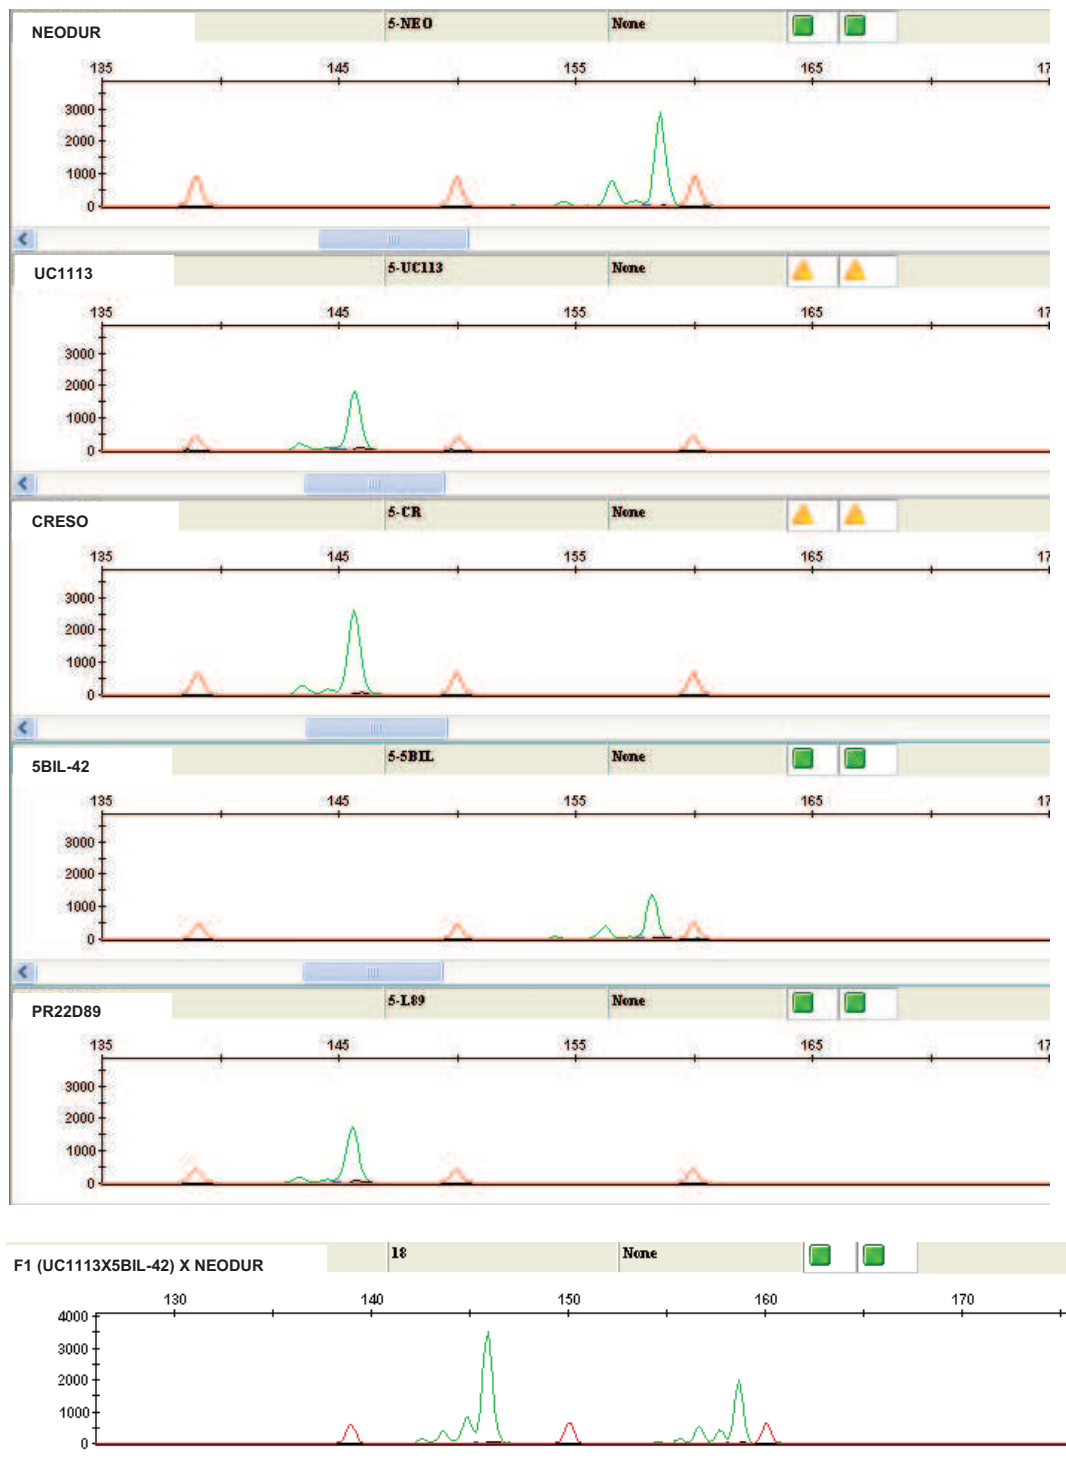 NEODUR 5-NEO None
135 145 155 165 17
3000
2000
1000
0
UC1113 5-UC113 None
135 145 155 165 17
3000
2000
1000
0
CRESO 5-CR None
135 145 155 165 17
3000
2000
1000
0
5BIL-42 5-5BIL None
135 145 155 165 17
3000
2000
1000
0
PR22D89 5-L89 None
135 145 155 165 17
3000
2000
1000
0
F1 (UC1113X5BIL-42) X NEODUR 18 None
130 140 150 160 170
4000
3000
2000
1000
0